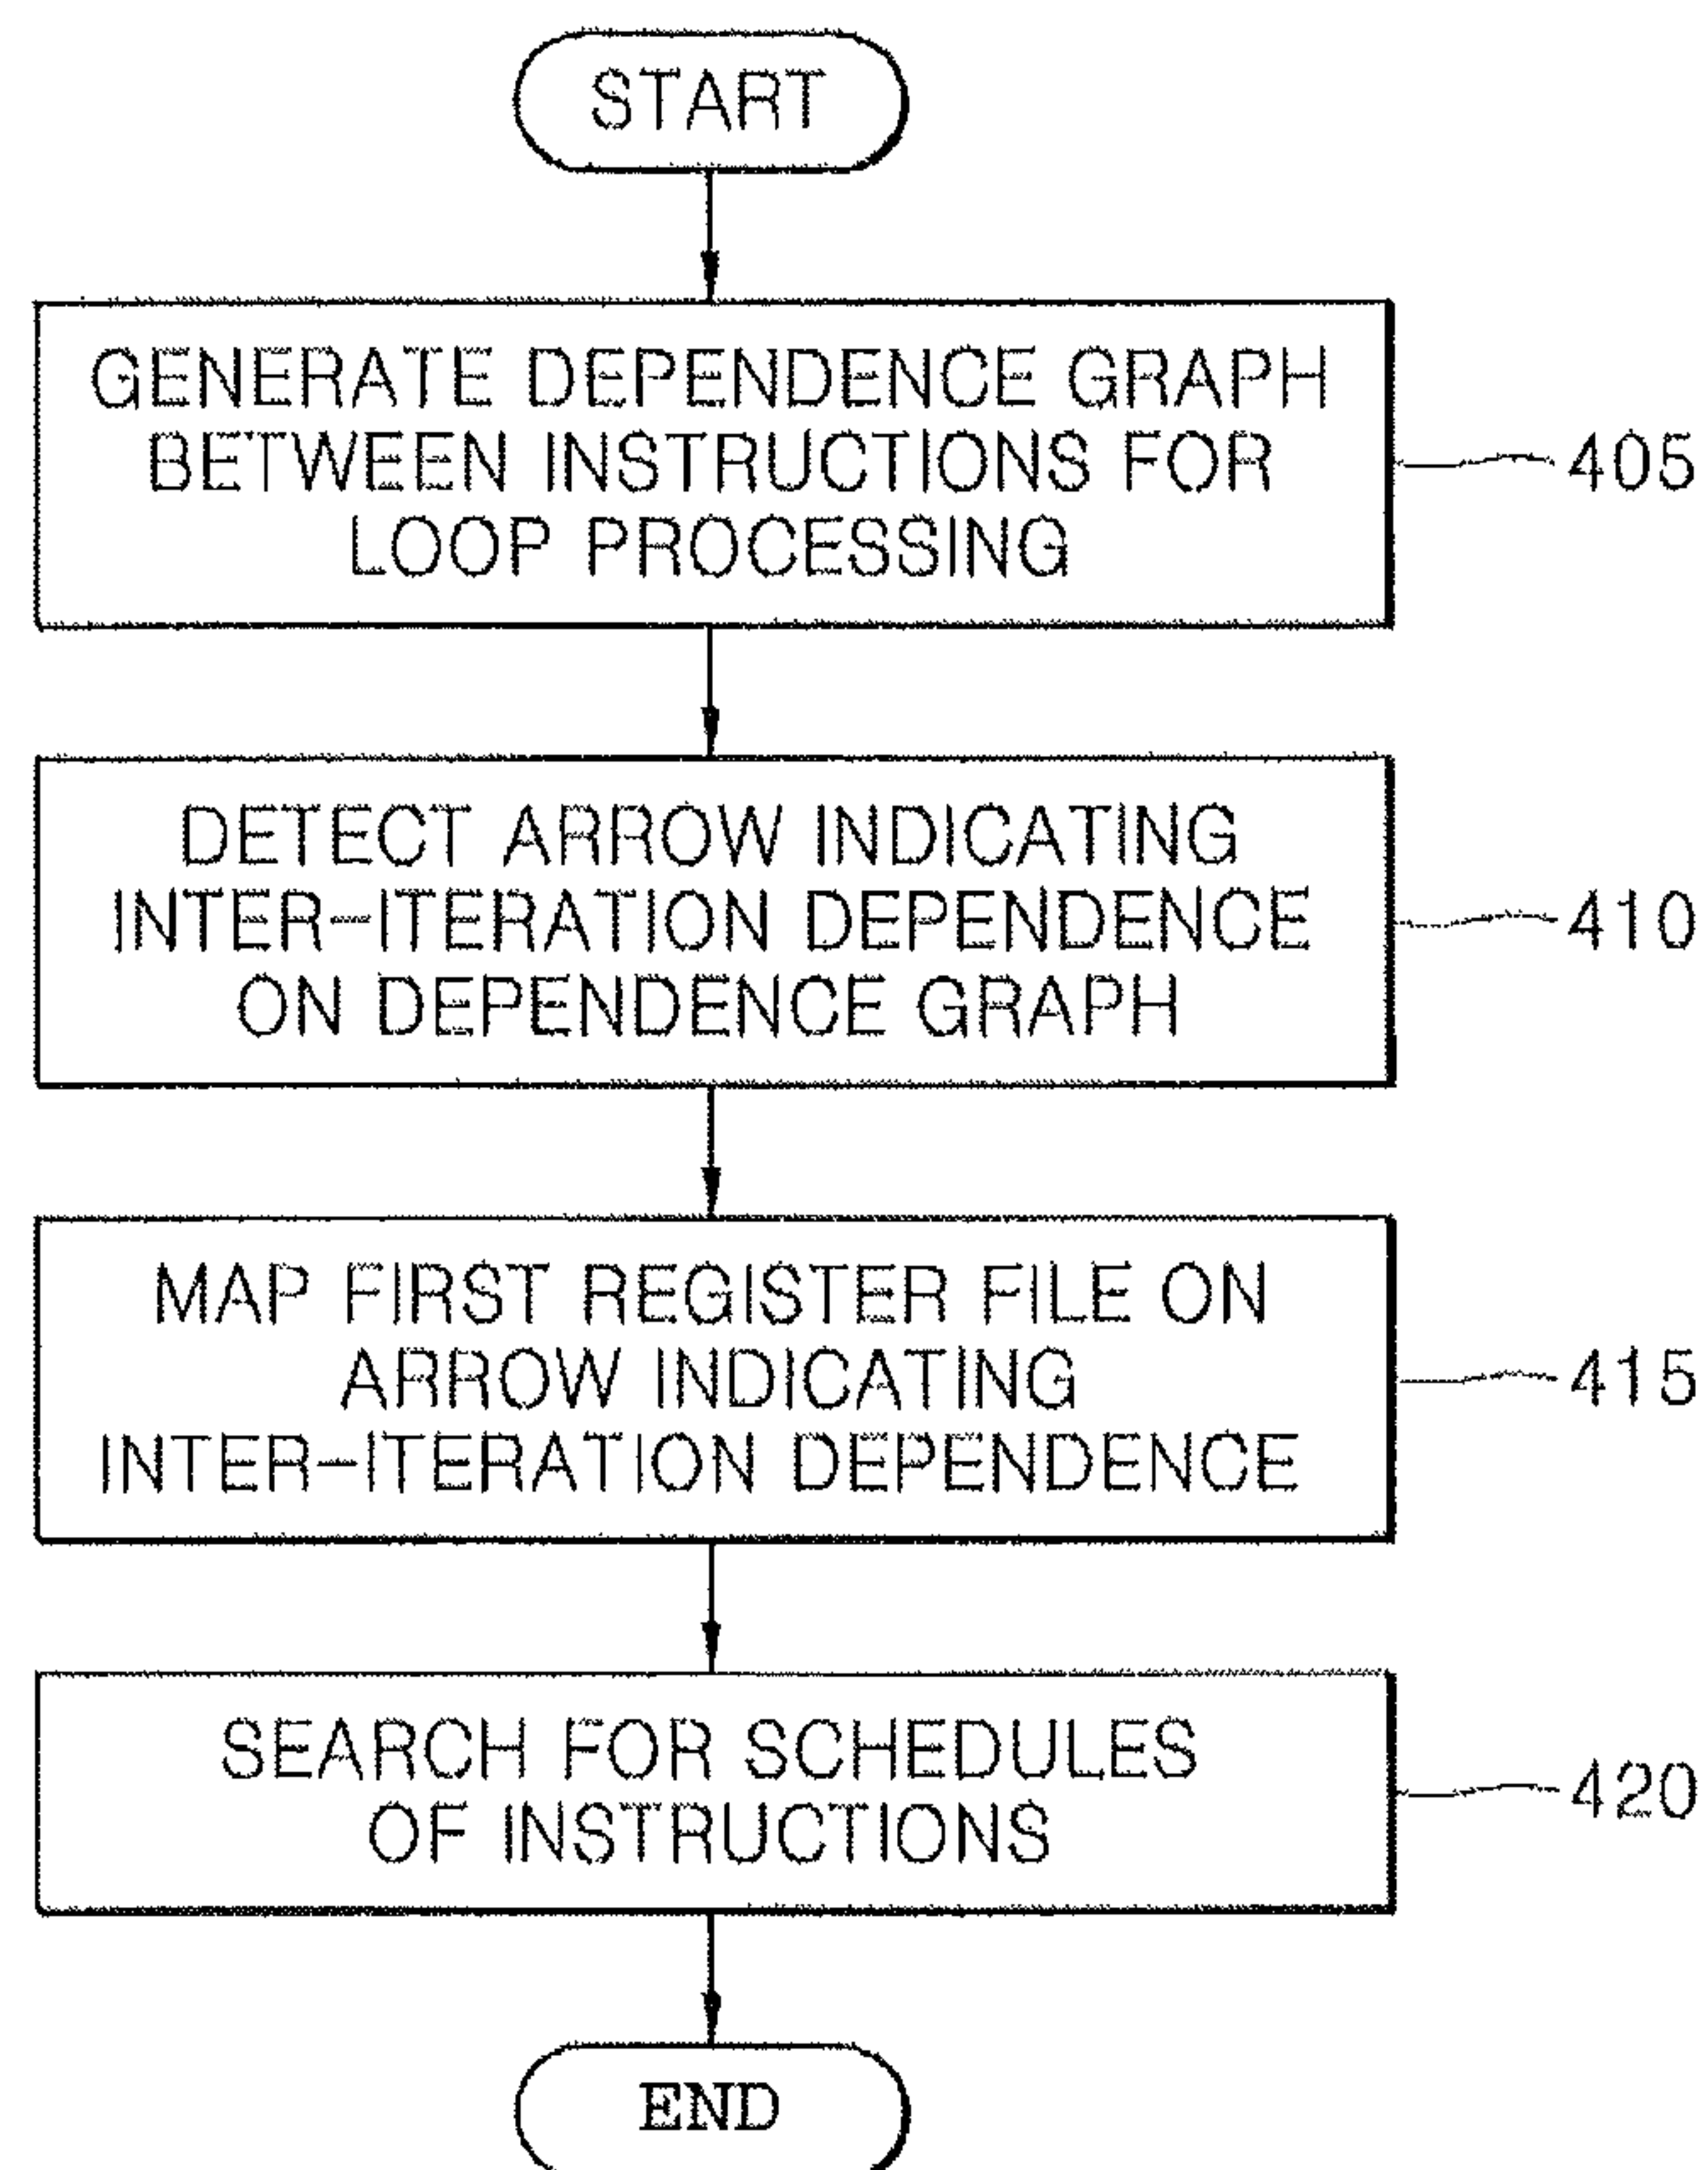 START
GENERATE DEPENDENCE GRAPH
BETWEEN INSTRUCTIONS FOR
LOOP PROCESSING
405
DETECT ARROW INDICATING
INTER-ITERATION DEPENDENCE
ON DEPENDENCE GRAPH
410
MAP FIRST REGISTER FILE ON
ARROW INDICATING
INTER-ITERATION DEPENDENCE
415
SEARCH FOR SCHEDULES
OF INSTRUCTIONS
420
END